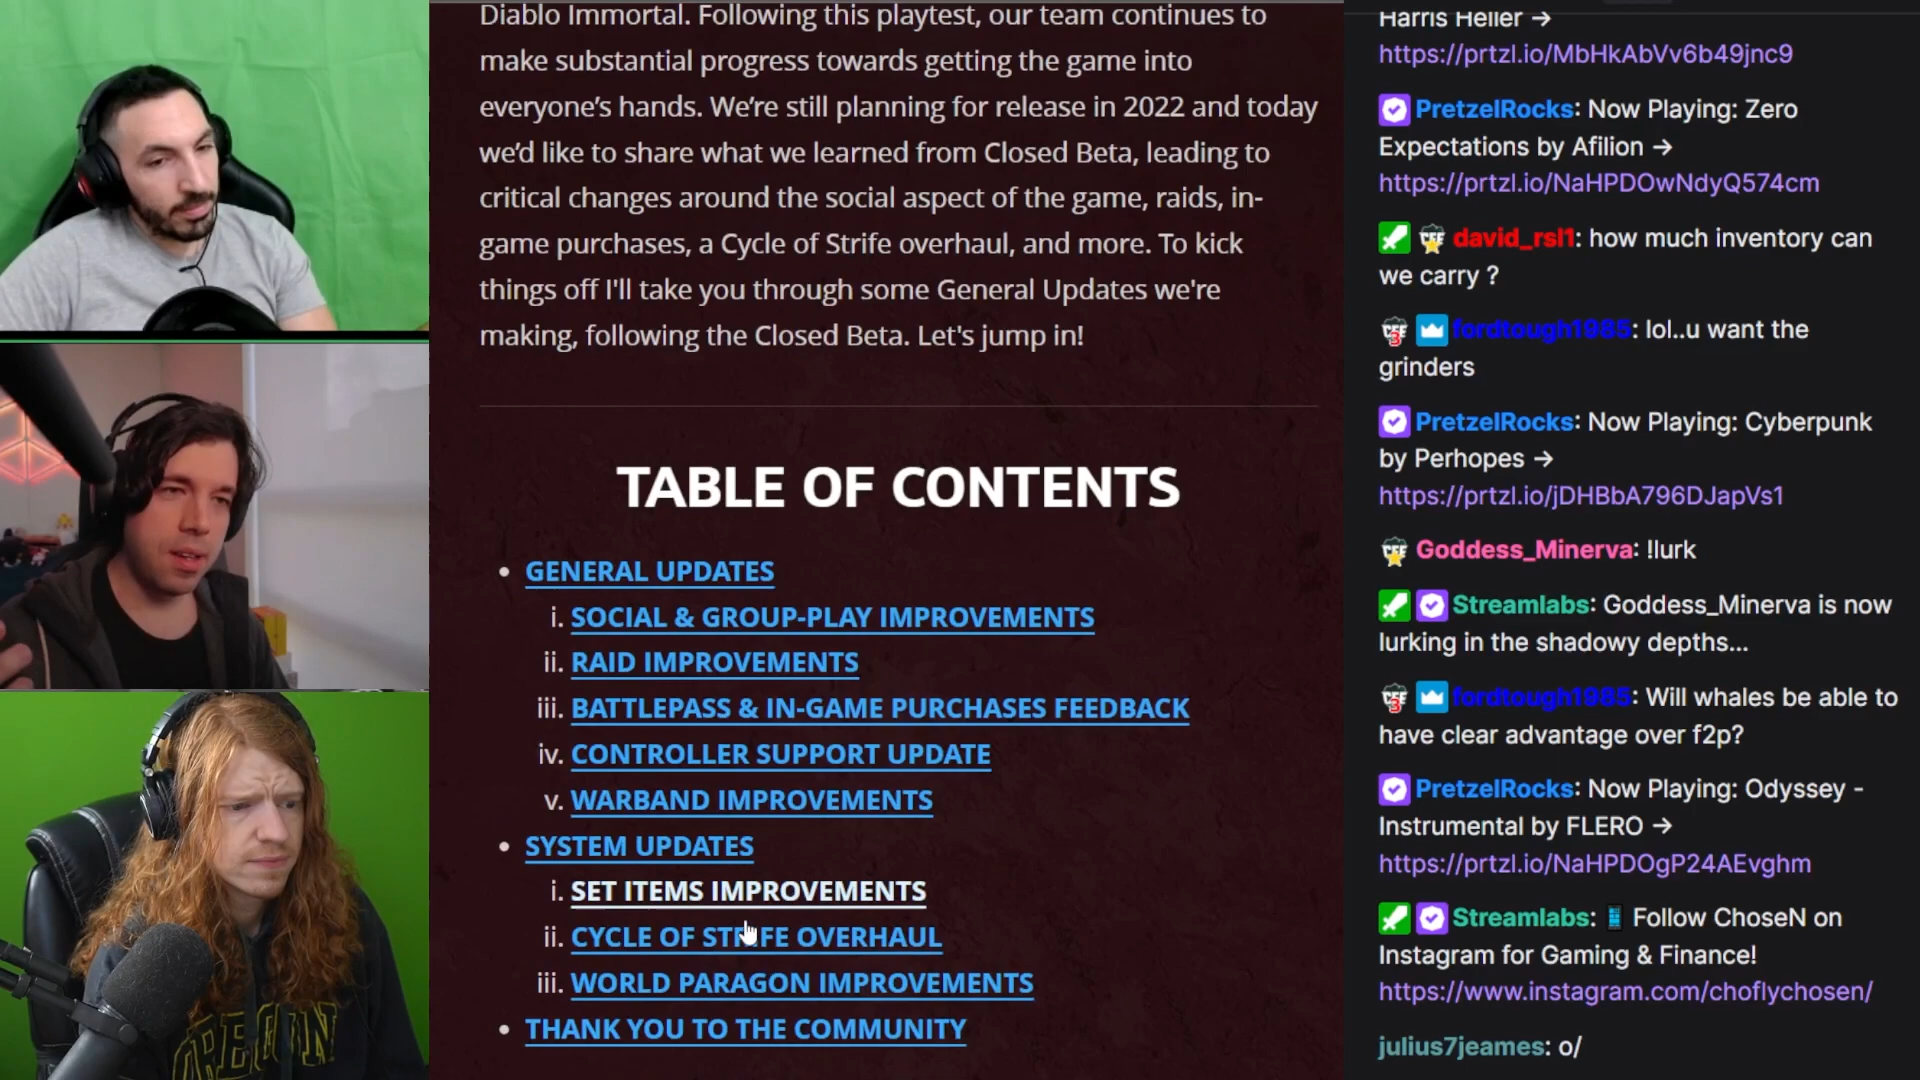 Diablo Immortal. Following this playtest, our team continues to
make substantial progress towards getting the game into
everyone’s hands. We’re still planning for release in 2022 and today
we’d like to share what we learned from Closed Beta, leading to
critical changes around the social aspect of the game, raids, in-
game purchases, a Cycle of Strife overhaul, and more. To kick
things off I'll take you through some General Updates we're
making, following the Closed Beta. Let's jump in!
TABLE OF CONTENTS
• GENERAL UPDATES
i. SOCIAL & GROUP-PLAY IMPROVEMENTS
ii. RAID IMPROVEMENTS
iii. BATTLEPASS & IN-GAME PURCHASES FEEDBACK
iv. CONTROLLER SUPPORT UPDATE
v. WARBAND IMPROVEMENTS
• SYSTEM UPDATES
i. SET ITEMS IMPROVEMENTS
ii. CYCLE OF STRIFE OVERHAUL
iii. WORLD PARAGON IMPROVEMENTS
• THANK YOU TO THE COMMUNITY
Harris Heller →
https://prtzl.io/MbHkAbVv6b49jnc9
PretzelRocks: Now Playing: Zero
Expectations by Afilion →
https://prtzl.io/NaHPDOwNdyQ574cm
david_rsl1: how much inventory can
we carry ?
fordtough1985: lol..u want the
grinders
PretzelRocks: Now Playing: Cyberpunk
by Perhopes →
https://prtzl.io/jDHBbA796DJapVs1
Goddess_Minerva: !lurk
Streamlabs: Goddess_Minerva is now
lurking in the shadowy depths...
fordtough1985: Will whales be able to
have clear advantage over f2p?
PretzelRocks: Now Playing: Odyssey -
Instrumental by FLERO →
https://prtzl.io/NaHPDOgP24AEvghm
Streamlabs: Follow ChoseN on
Instagram for Gaming & Finance!
https://www.instagram.com/choflychosen/
julius7jeames: o/
OREGON